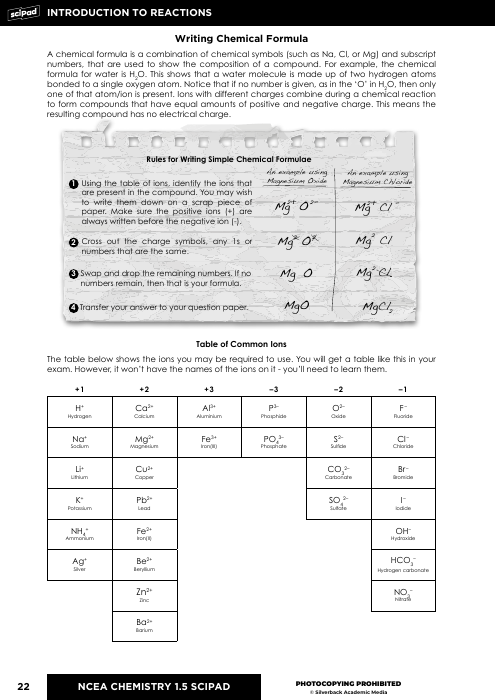 scipad INTRODUCTION TO REACTIONS
Writing Chemical Formula
A chemical formula is a combination of chemical symbols (such as Na, Cl, or Mg) and subscript
numbers, that are used to show the composition of a compound. For example, the chemical
formula for water is H₂O. This shows that a water molecule is made up of two hydrogen atoms
bonded to a single oxygen atom. Notice that if no number is given, as in the 'O' in H₂O, then only
one of that atom/ion is present. Ions with different charges combine during a chemical reaction
to form compounds that have equal amounts of positive and negative charge. This means the
resulting compound has no electrical charge.
Rules for Writing Simple Chemical Formulae
An example using
Magnesium Oxide
An example using
Magnesium Chloride
1 Using the table of ions, identify the ions that
are present in the compound. You may wish
to write them down on a scrap piece of
paper. Make sure the positive ions (+) are
always written before the negative ion (-).
Mg²⁺ O²⁻
Mg²⁺ Cl⁻
2 Cross out the charge symbols, any 1s or
numbers that are the same.
Mg² O²
Mg² Cl
3 Swap and drop the remaining numbers. If no
numbers remain, then that is your formula.
Mg O
Mg² Cl
4 Transfer your answer to your question paper.
MgO
MgCl₂
Table of Common Ions
The table below shows the ions you may be required to use. You will get a table like this in your
exam. However, it won't have the names of the ions on it - you'll need to learn them.
+1 +2 +3 −3 −2 −1
H⁺ Ca²⁺ Al³⁺ P³⁻ O²⁻ F⁻
Hydrogen Calcium Aluminium Phosphide Oxide Fluoride
Na⁺ Mg²⁺ Fe³⁺ PO₄³⁻ S²⁻ Cl⁻
Sodium Magnesium Iron(III) Phosphate Sulfide Chloride
Li⁺ Cu²⁺ CO₃²⁻ Br⁻
Lithium Copper Carbonate Bromide
K⁺ Pb²⁺ SO₄²⁻ I⁻
Potassium Lead Sulfate Iodide
NH₄⁺ Fe²⁺ OH⁻
Ammonium Iron(II) Hydroxide
Ag⁺ Be²⁺ HCO₃⁻
Silver Beryllium Hydrogen carbonate
Zn²⁺ NO₃⁻
Zinc Nitrate
Ba²⁺
Barium
22 NCEA CHEMISTRY 1.5 SCIPAD
PHOTOCOPYING PROHIBITED
© Silverback Academic Media